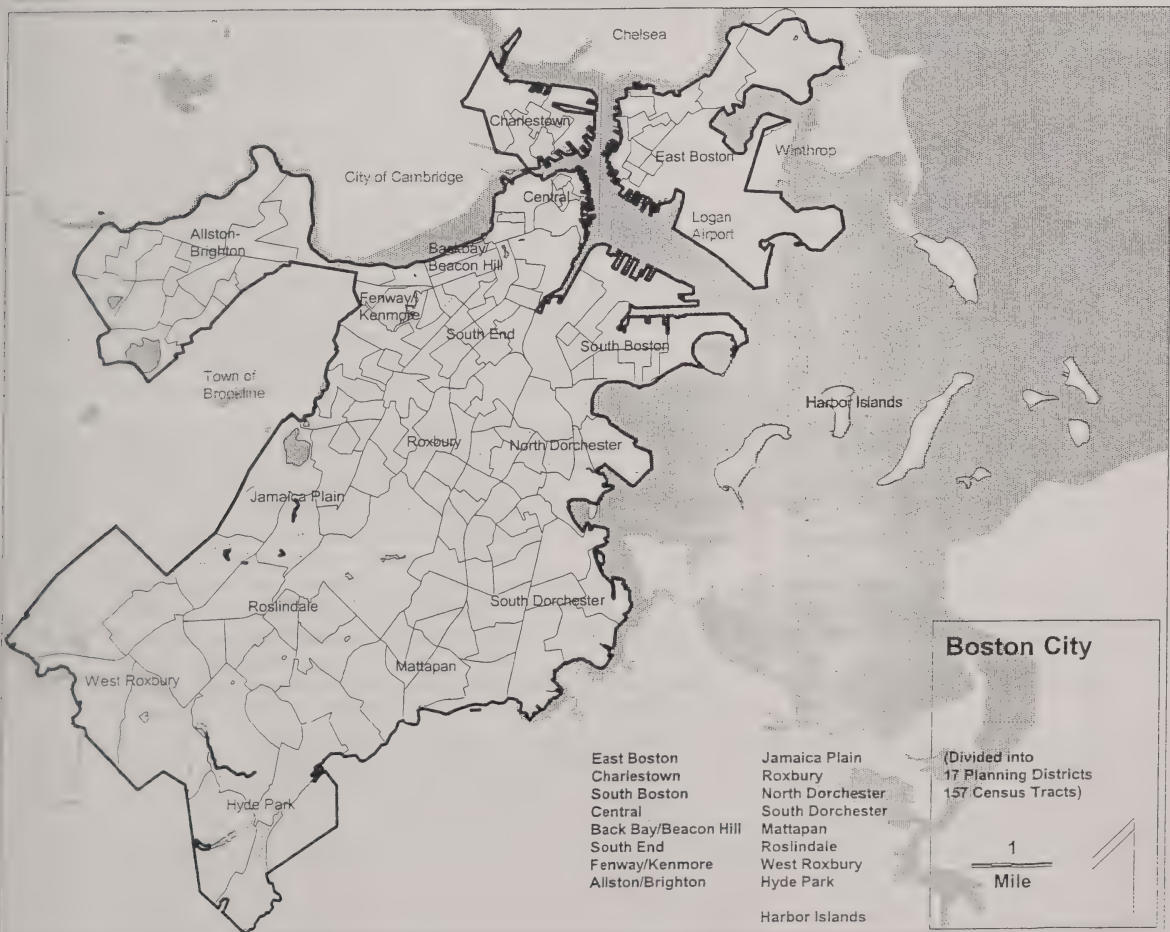 Chelsea
Charlestown
East Boston
Winthrop
City of Cambridge
Central
Logan
Airport
Allston-
Brighton
Backbay/
Beacon Hill
Fenway/
Kenmore
South End
South Boston
Town of
Brookline
Harbor Islands
Roxbury
North Dorchester
Jamaica Plain
Roslindale
South Dorchester
Mattapan
West Roxbury
Hyde Park
East Boston
Charlestown
South Boston
Central
Back Bay/Beacon Hill
South End
Fenway/Kenmore
Allston/Brighton
Jamaica Plain
Roxbury
North Dorchester
South Dorchester
Mattapan
Roslindale
West Roxbury
Hyde Park
Harbor Islands
Boston City
(Divided into
17 Planning Districts
157 Census Tracts)
1
Mile